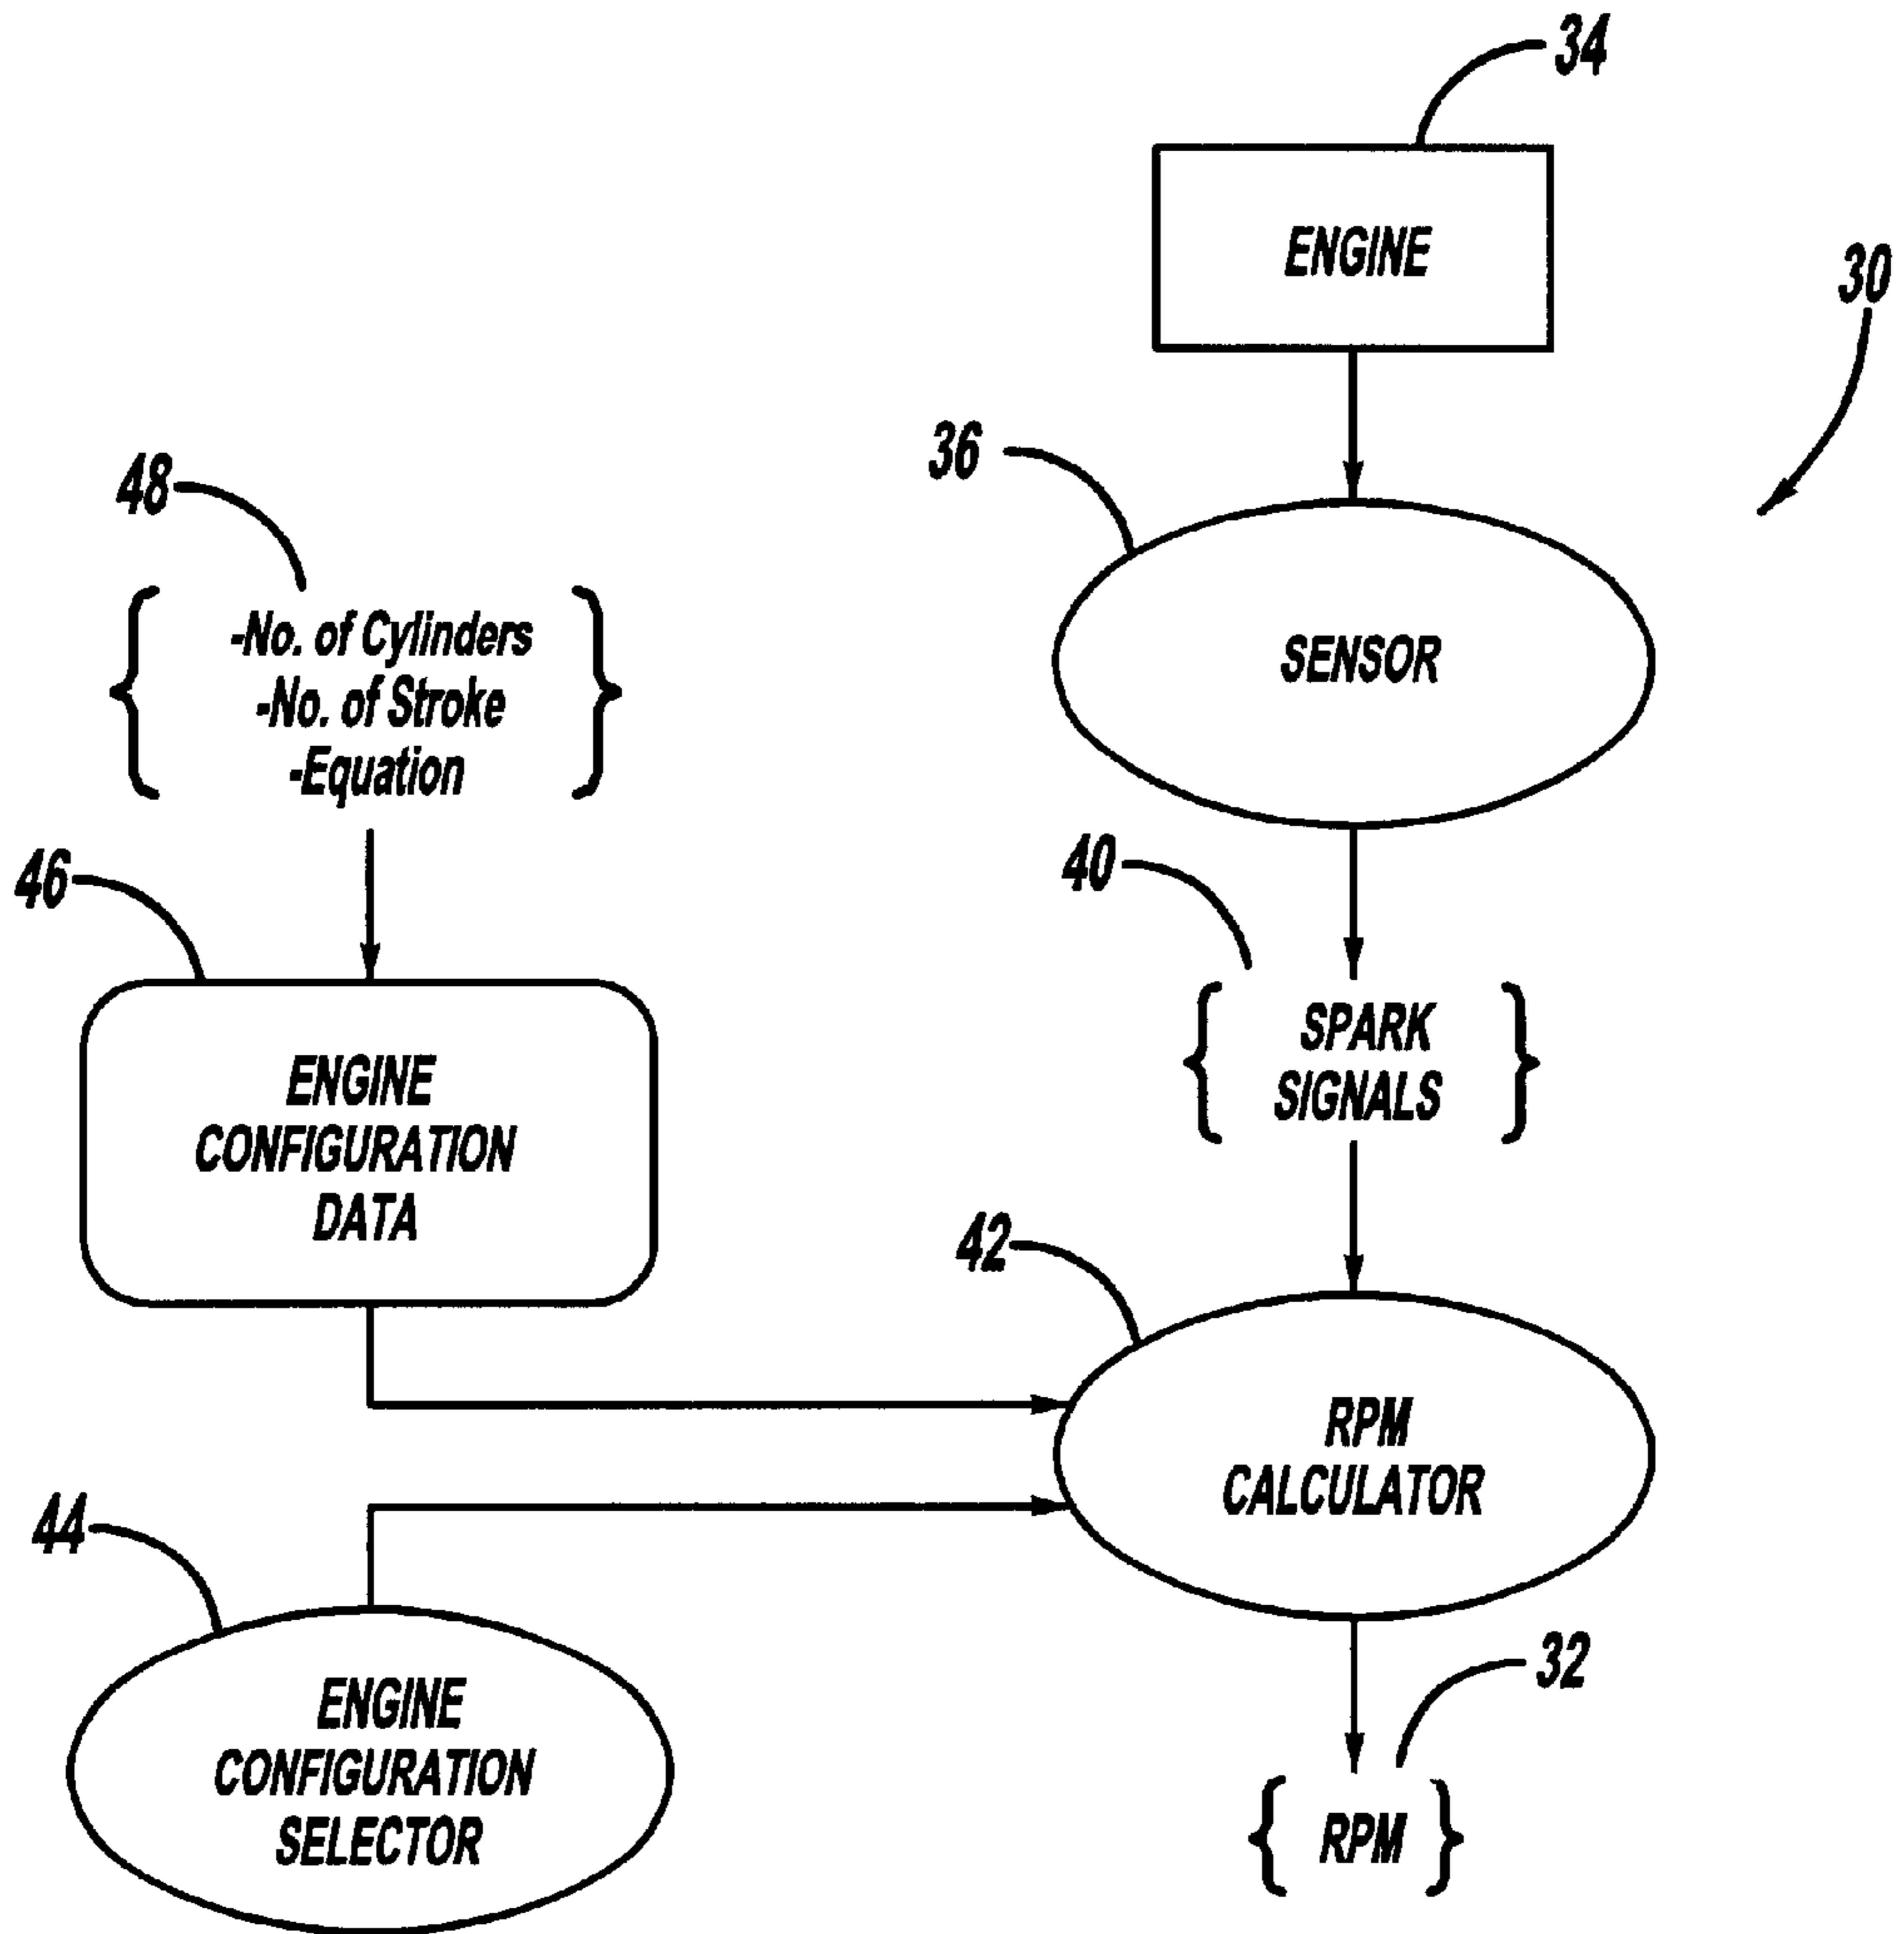 34
ENGINE
30
36
SENSOR
48
-No. of Cylinders
-No. of Stroke
-Equation
46
ENGINE
CONFIGURATION
DATA
40
SPARK
SIGNALS
42
RPM
CALCULATOR
44
ENGINE
CONFIGURATION
SELECTOR
32
RPM